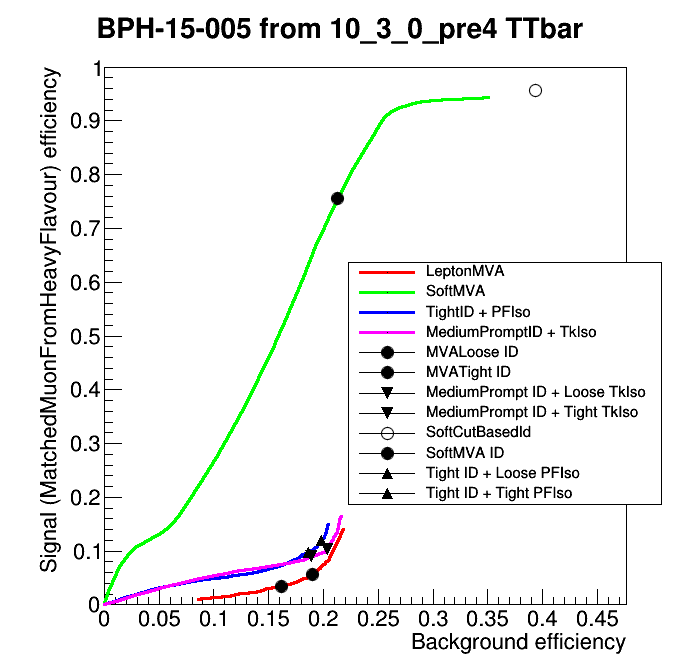 BPH-15-005 from 10_3_0_pre4 TTbar
Signal (MatchedMuonFromHeavyFlavour) efficiency
1
0.9
0.8
0.7
0.6
0.5
0.4
0.3
0.2
0.1
0
LeptonMVA
SoftMVA
TightID + PFIso
MediumPromptID + TkIso
MVALoose ID
MVATight ID
MediumPrompt ID + Loose TkIso
MediumPrompt ID + Tight TkIso
SoftCutBasedId
SoftMVA ID
Tight ID + Loose PFIso
Tight ID + Tight PFIso
0 0.05 0.1 0.15 0.2 0.25 0.3 0.35 0.4 0.45
Background efficiency